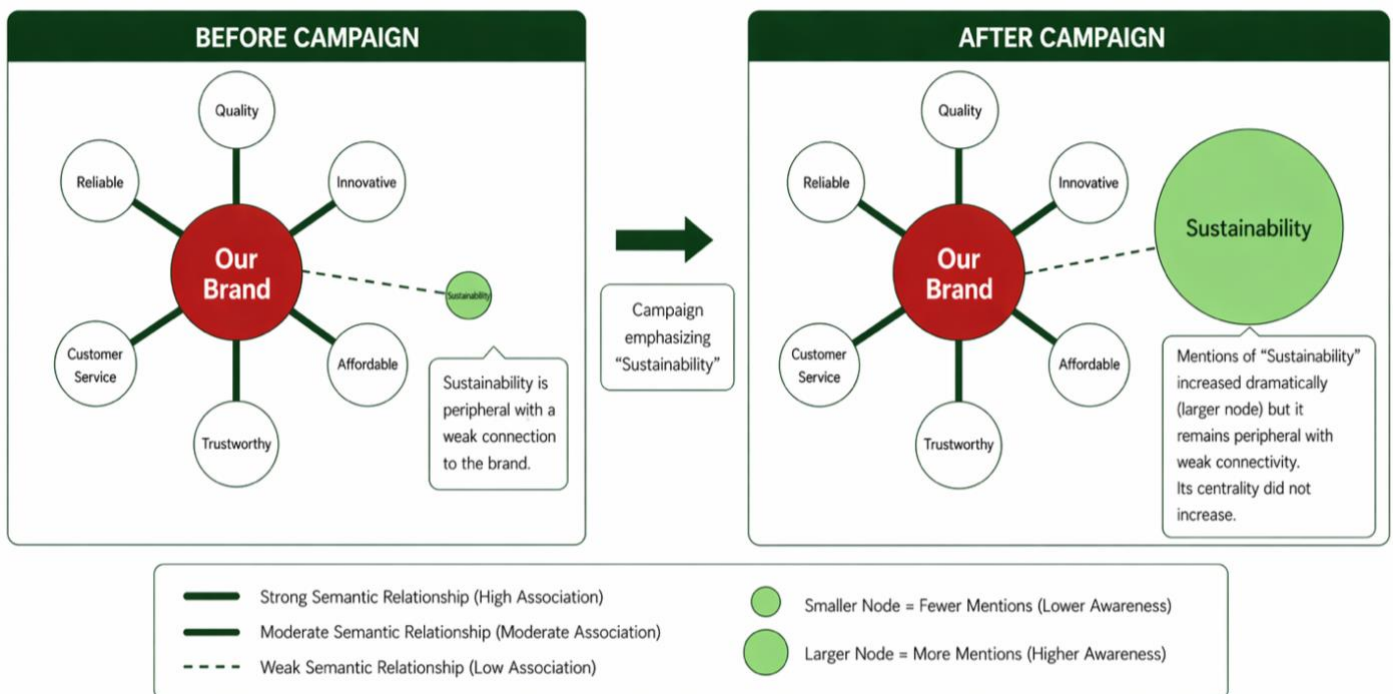 BEFORE CAMPAIGN
Quality
Reliable
Innovative
Our
Brand
Sustainability
Customer
Service
Affordable
Trustworthy
Sustainability is
peripheral with a
weak connection
to the brand.
Campaign
emphasizing
“Sustainability”
AFTER CAMPAIGN
Quality
Reliable
Innovative
Sustainability
Our
Brand
Customer
Service
Affordable
Trustworthy
Mentions of “Sustainability”
increased dramatically
(larger node) but it
remains peripheral with
weak connectivity.
Its centrality did not
increase.
Strong Semantic Relationship (High Association)
Moderate Semantic Relationship (Moderate Association)
Weak Semantic Relationship (Low Association)
Smaller Node = Fewer Mentions (Lower Awareness)
Larger Node = More Mentions (Higher Awareness)